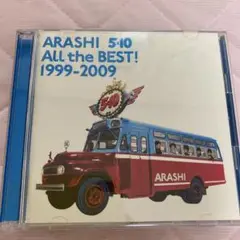 ARASHI 5×10
All the BEST!
1999-2009
5×10
ARASHI